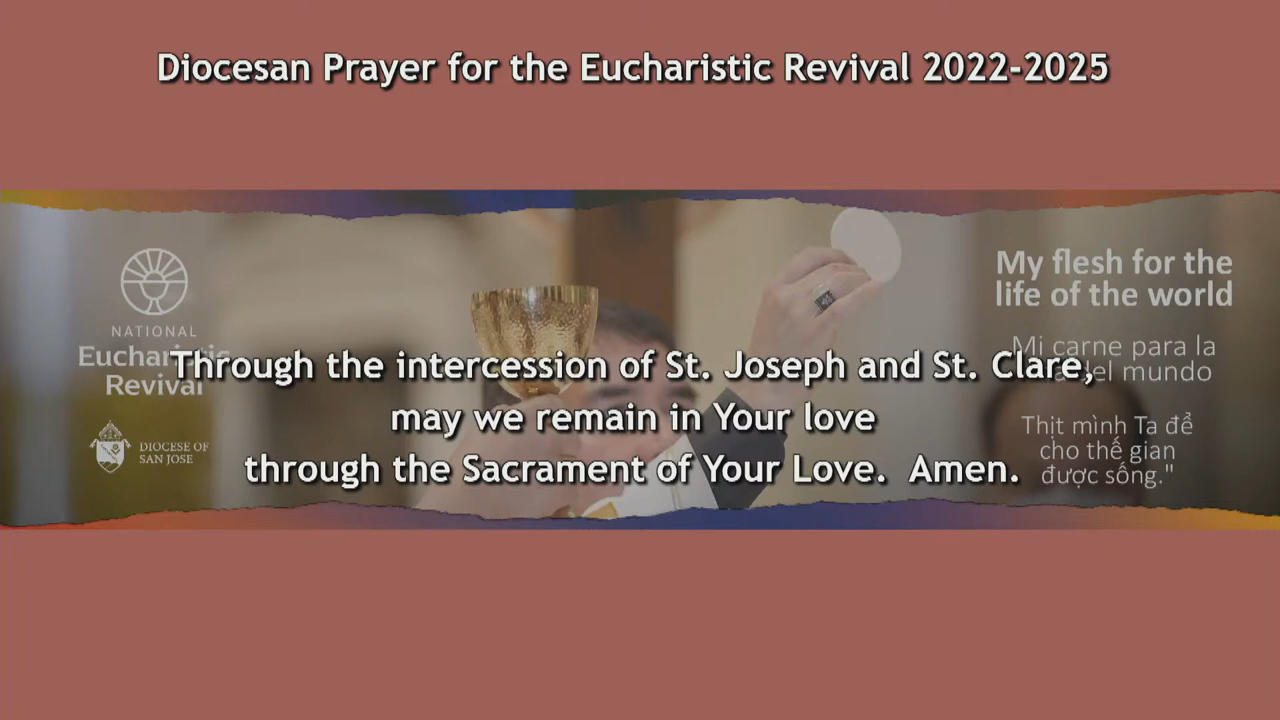 Diocesan Prayer for the Eucharistic Revival 2022-2025
NATIONAL
Eucharistic
Revival
DIOCESE OF
SAN JOSE
My flesh for the
life of the world
Mi carne para la
del mundo
Thịt mình Ta để
cho thế gian
được sống."
Through the intercession of St. Joseph and St. Clare,
may we remain in Your love
through the Sacrament of Your Love.  Amen.